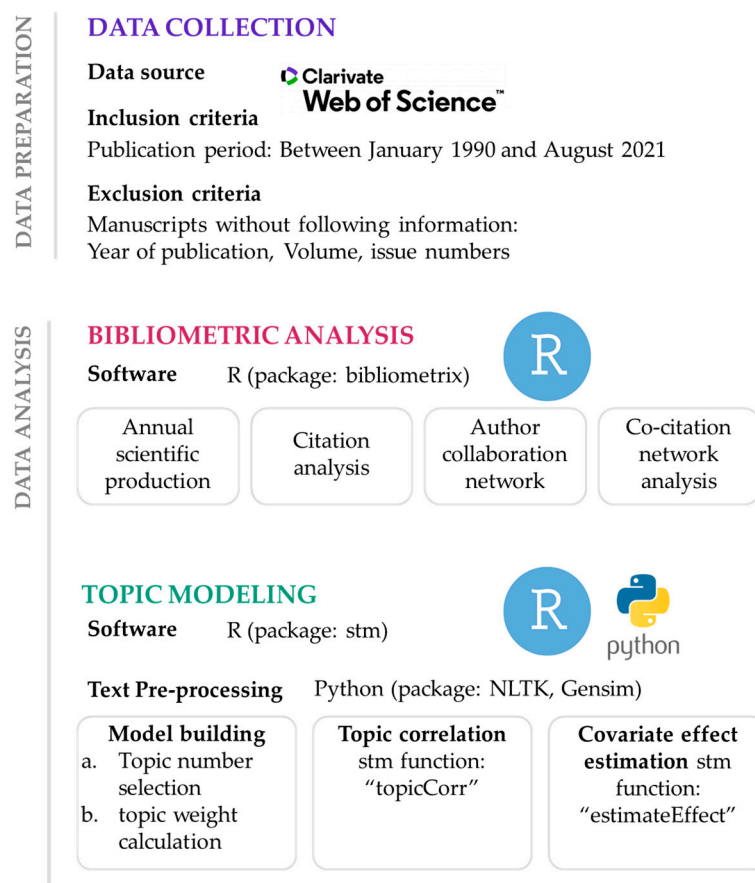 DATA PREPARATION
DATA COLLECTION
Data source
Clarivate
Web of Science™
Inclusion criteria
Publication period: Between January 1990 and August 2021
Exclusion criteria
Manuscripts without following information:
Year of publication, Volume, issue numbers
DATA ANALYSIS
BIBLIOMETRIC ANALYSIS
Software R (package: bibliometrix)
R
Annual
scientific
production
Citation
analysis
Author
collaboration
network
Co-citation
network
analysis
TOPIC MODELING
Software R (package: stm)
R
python
Text Pre-processing Python (package: NLTK, Gensim)
Model building
a. Topic number
selection
b. topic weight
calculation
Topic correlation
stm function:
“topicCorr”
Covariate effect
estimation stm
function:
“estimateEffect”